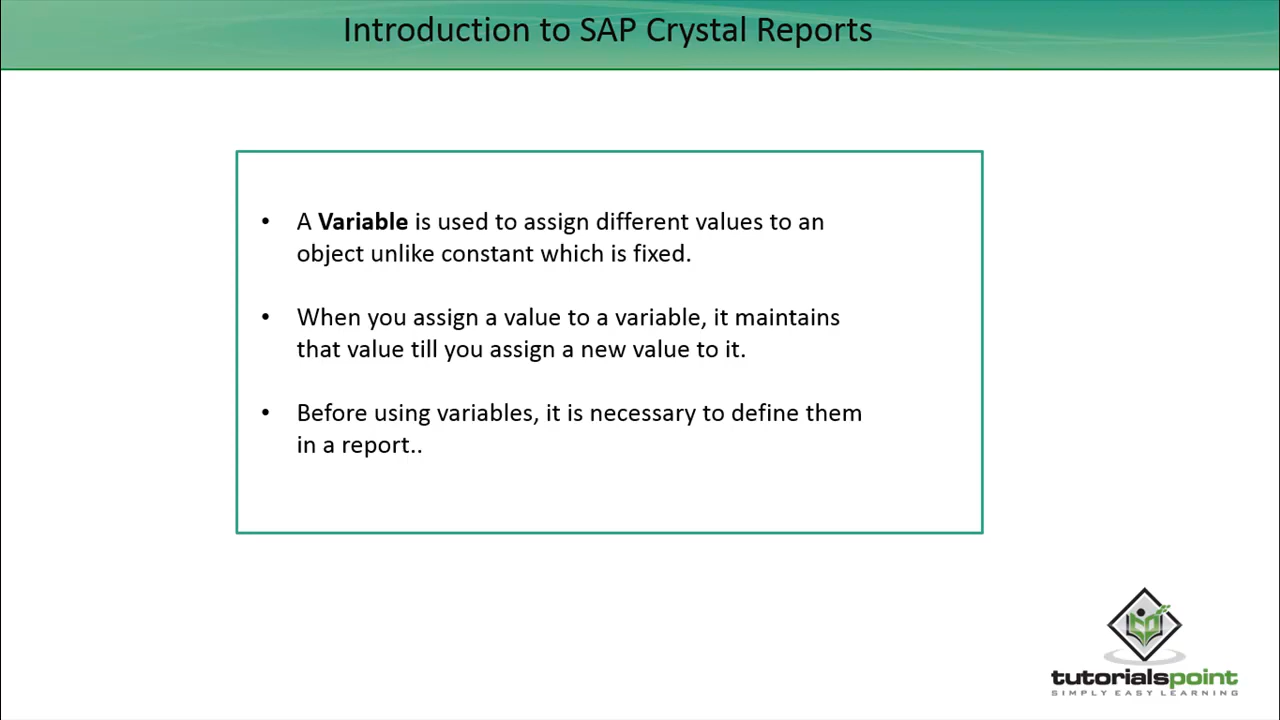 Introduction to SAP Crystal Reports
• A Variable is used to assign different values to an
object unlike constant which is fixed.
• When you assign a value to a variable, it maintains
that value till you assign a new value to it.
• Before using variables, it is necessary to define them
in a report..
tutorialspoint
SIMPLY EASY LEARNING